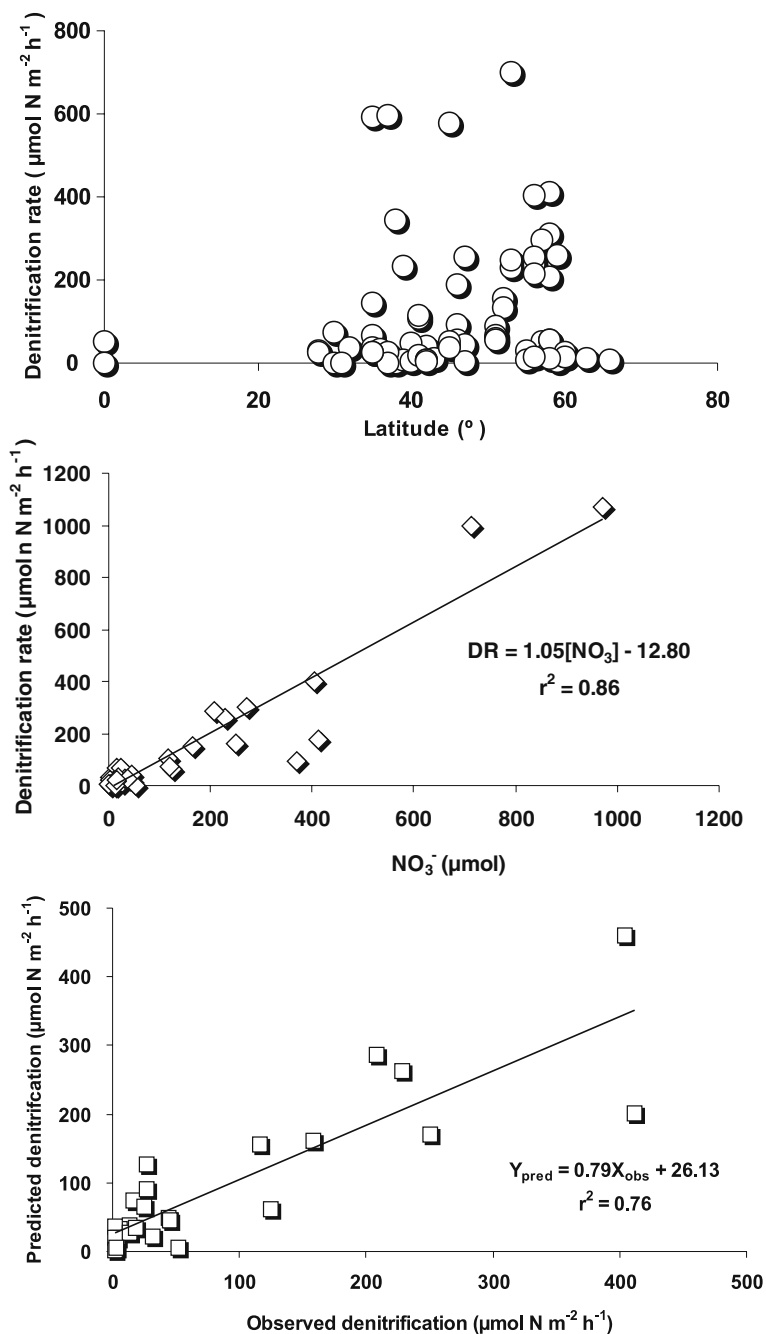 800
600
400
200
0
Denitrification rate ( µmol N m⁻² h⁻¹)
0 20 40 60 80
Latitude (º )
1200
1000
800
600
400
200
0
Denitrification rate (µmol n N m⁻² h⁻¹)
DR = 1.05[NO₃] - 12.80
r² = 0.86
0 200 400 600 800 1000 1200
NO₃⁻ (µmol)
500
400
300
200
100
0
Predicted denitrifcation (µmol N m⁻² h⁻¹)
Y_pred = 0.79X_obs + 26.13
r² = 0.76
0 100 200 300 400 500
Observed denitrification (µmol N m⁻² h⁻¹)